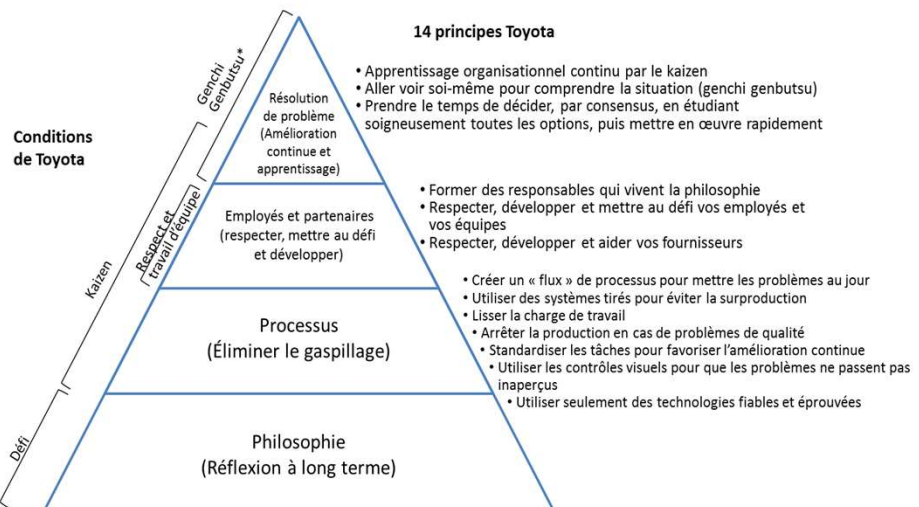 14 principes Toyota
Conditions
de Toyota
Genchi
Genbutsu*
Kaizen
Respect et
travail d'équipe
Défi
Résolution
de problème
(Amélioration
continue et
apprentissage)
• Apprentissage organisationnel continu par le kaizen
• Aller voir soi-même pour comprendre la situation (genchi genbutsu)
• Prendre le temps de décider, par consensus, en étudiant
soigneusement toutes les options, puis mettre en œuvre rapidement
Employés et partenaires
(respecter, mettre au défi
et développer)
• Former des responsables qui vivent la philosophie
• Respecter, développer et mettre au défi vos employés et
vos équipes
• Respecter, développer et aider vos fournisseurs
Processus
(Éliminer le gaspillage)
• Créer un « flux » de processus pour mettre les problèmes au jour
• Utiliser des systèmes tirés pour éviter la surproduction
• Lisser la charge de travail
• Arrêter la production en cas de problèmes de qualité
• Standardiser les tâches pour favoriser l'amélioration continue
• Utiliser les contrôles visuels pour que les problèmes ne passent pas
inaperçus
• Utiliser seulement des technologies fiables et éprouvées
Philosophie
(Réflexion à long terme)